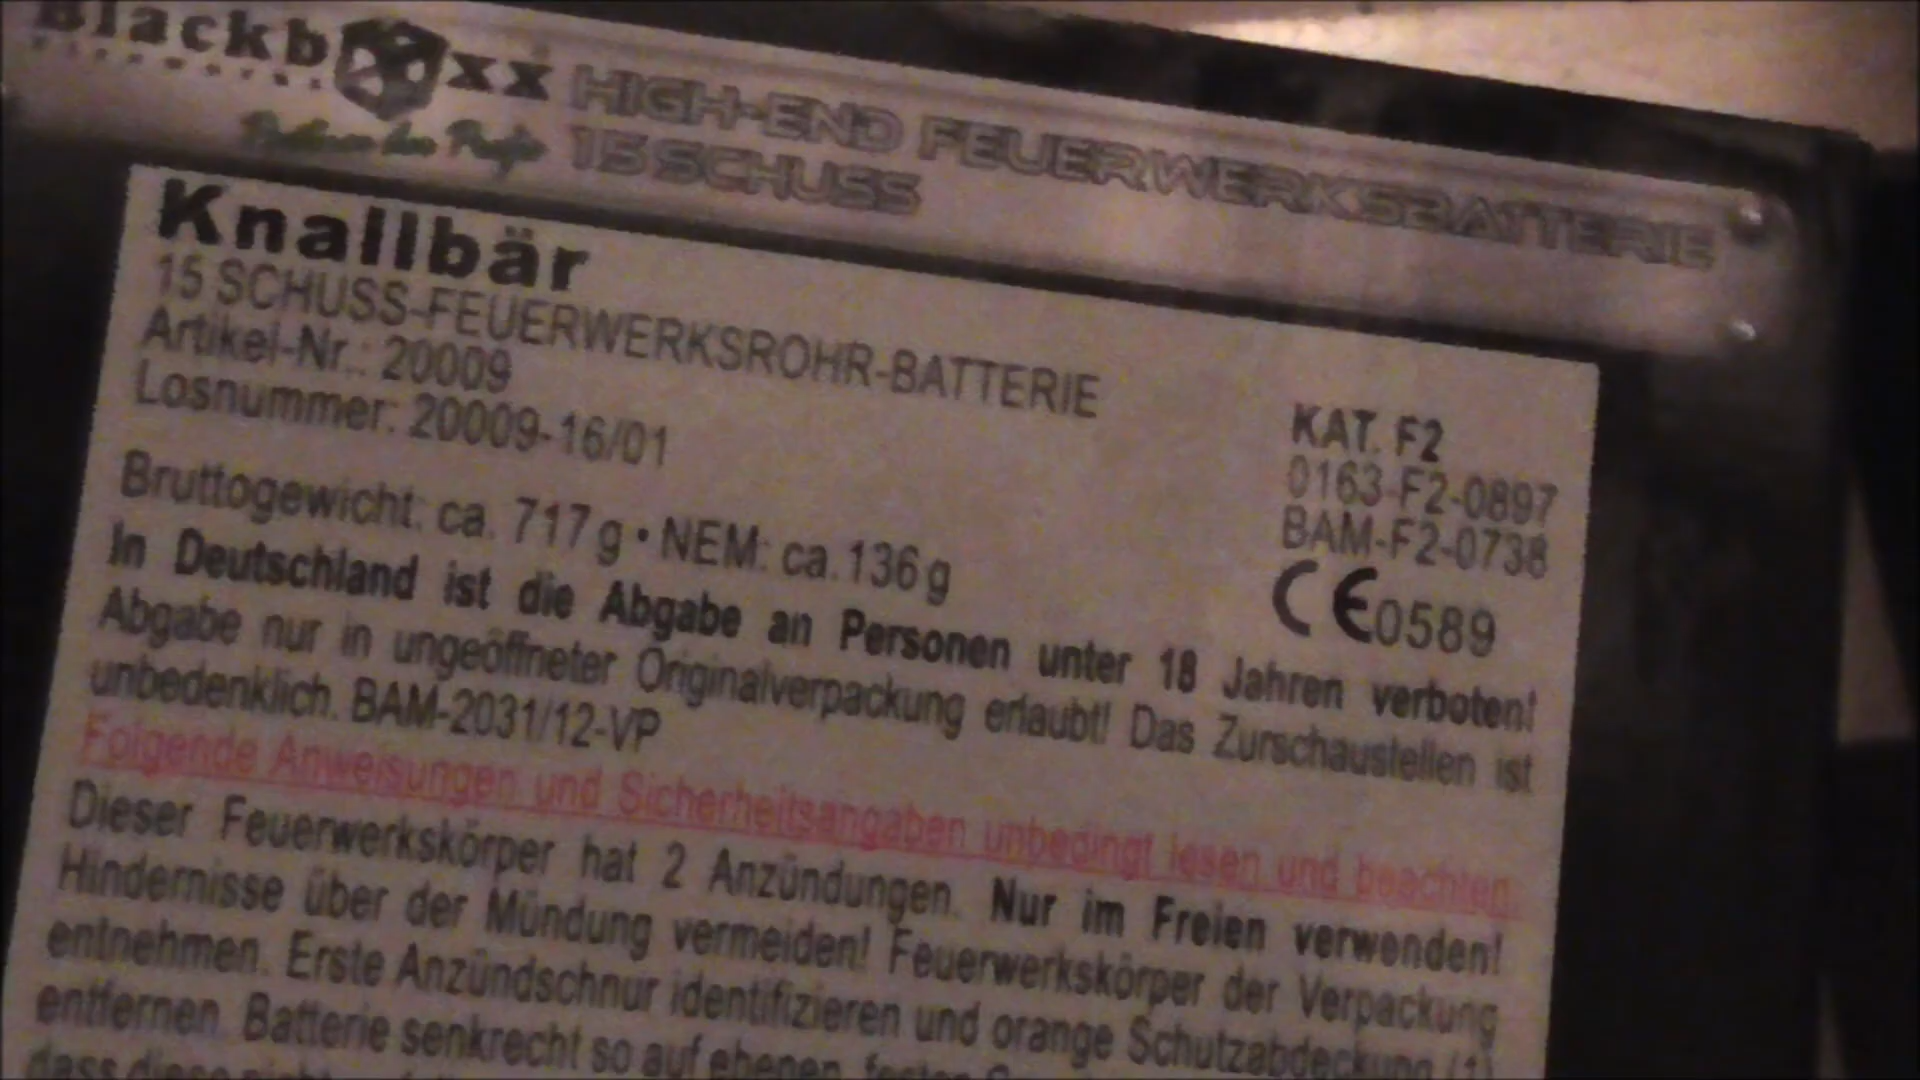 Blackboxx
HIGH-END FEUERWERKSBATTERIE
15 SCHUSS
Knallbär
15 SCHUSS-FEUERWERKSROHR-BATTERIE
Artikel-Nr.: 20009
Losnummer: 20009-16/01
KAT. F2
0163-F2-0897
BAM-F2-0738
CE0589
Bruttogewicht: ca. 717 g • NEM: ca. 136 g
In Deutschland ist die Abgabe an Personen unter 18 Jahren verboten!
Abgabe nur in ungeöffneter Originalverpackung erlaubt! Das Zurschaustellen ist
unbedenklich. BAM-2031/12-VP
Folgende Anweisungen und Sicherheitsangaben unbedingt lesen und beachten.
Dieser Feuerwerkskörper hat 2 Anzündungen. Nur im Freien verwenden!
Hindernisse über der Mündung vermeiden! Feuerwerkskörper der Verpackung
entnehmen. Erste Anzündschnur identifizieren und orange Schutzabdeckung (1)
entfernen. Batterie senkrecht so auf ebenen, festen
dass diese nicht